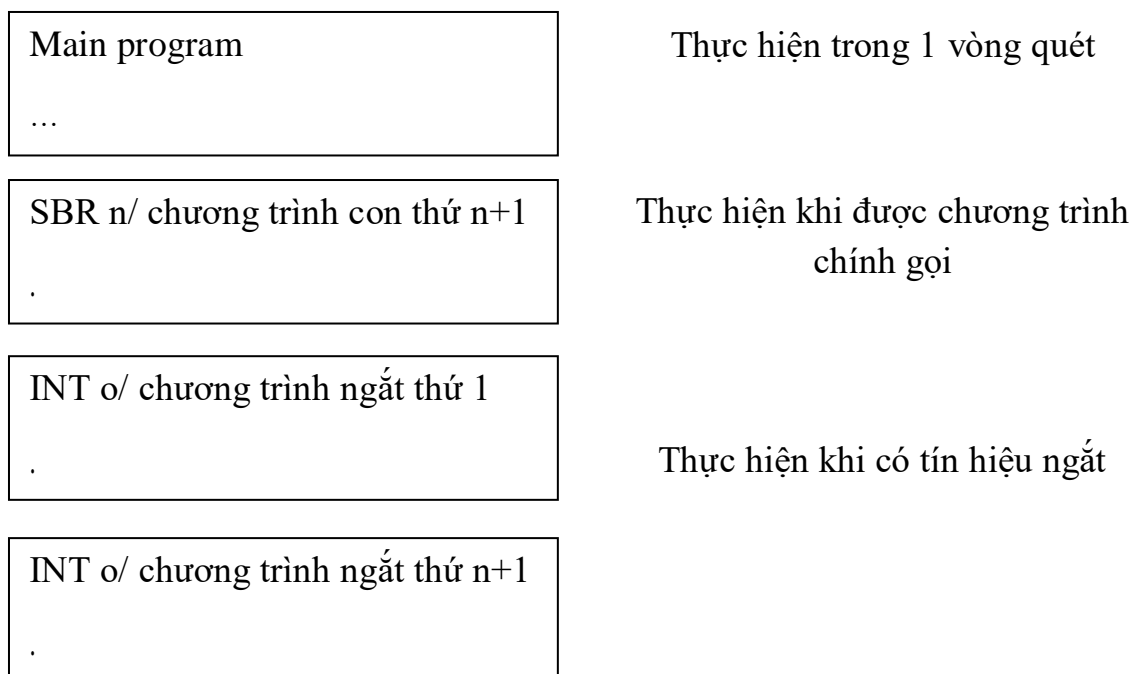 Main program
Thực hiện trong 1 vòng quét
...
SBR n/ chương trình con thứ n+1
Thực hiện khi được chương trình
chính gọi
.
INT o/ chương trình ngắt thứ 1
.
Thực hiện khi có tín hiệu ngắt
INT o/ chương trình ngắt thứ n+1
.